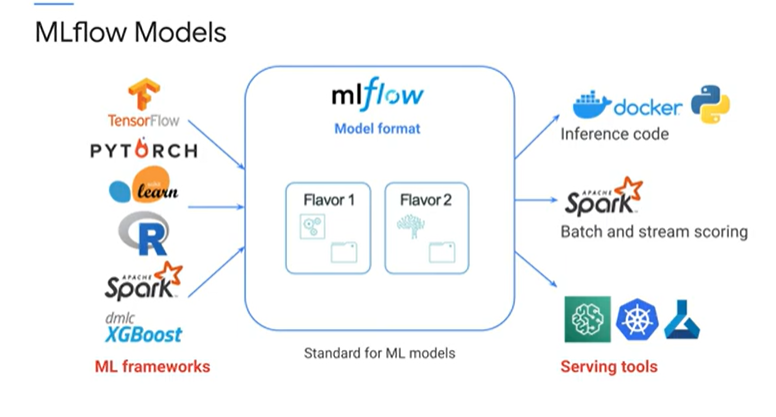 MLflow Models
TensorFlow
PYTORCH
learn
R
APACHE
Spark
dmlc
XGBoost
ML frameworks
mlflow
Model format
Flavor 1
Flavor 2
Standard for ML models
docker
Inference code
APACHE
Spark
Batch and stream scoring
Serving tools